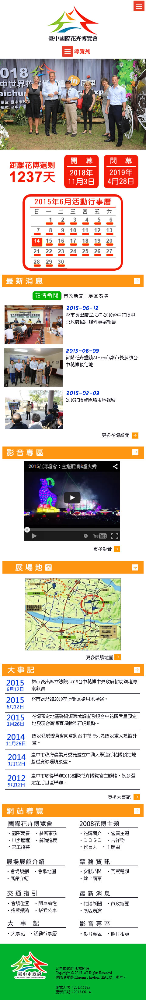 臺中國際花卉博覽會
導覽列
2018
中世界花卉博覽會in后里
距離花博還剩
1237天
開 幕
2018年
11月3日
閉 幕
2019年
4月28日
2015年6月活動行事曆
日 一 二 三 四 五 六
1 2 3 4 5 6
7 8 9 10 11 12 13
14 15 16 17 18 19 20
21 22 23 24 25 26 27
28 29 30
最新消息
花博新聞 市政新聞 | 展區表演
2015-06-12
林市長出席立法院-2018台中花博中
央政府協助辦理專案報告
2015-06-09
荷蘭花卉重鎮Almere市副市長參訪台
中花博預定地
2015-02-09
2018花博豐原場用地視察
更多花博新聞
影音專區
2015台灣燈會：主燈展演&煙火秀
YouTube
更多影音
展場地圖
更多展場地圖
大事記
2015
6月12日
林市長出席立法院-2018台中花博中央政府協助辦理專
案報告。
2015
6月12日
林市長蒞臨2018花博豐原場用地視察。
2015
1月26日
花博預定地基礎資源環境調查發現台中花博后里預定
地發現台灣保育類動物石虎蹤跡。
2014
11月26日
國家發展委員會同意將台中花博列為國家重大建設計
畫。
2014
1月12日
臺中市政府農業局委託國立中興大學進行花博預定地
基礎資源環境調查。
2012
9月12日
臺中市取得舉辦2018國際花卉博覽會主辦權，初步選
定在后里區舉辦。
更多大事記
網站導覽
國際花卉博覽會
・國際競賽 ・參展事務
・申辦歷程 ・籌備進度
・志工招募
2008花博主題
・花博簡介 ・當屆主題
・ＬＯＧＯ ・吉祥物
・代言人 ・主題曲
展場展館介紹
・會場規劃 ・會場地圖
・展館介紹
票務資訊
・參觀時間 ・門票種類
・線上購票
交通指引
・會場位置 ・開車前往
・搭乘鐵路 ・搭乘公車
最新消息
・花博新聞 ・市政新聞
・展區表演
大 事 記
・大事記 ・活動行事曆
影音專區
・影片專區 ・照片相簿
臺中市政府
TAICHUNG CITY GOVERNMENT
台中市政府 版權所有
Copyright © 2015. All Rights Reserved.
建議瀏覽器:Chrome , firefox, IE9.0以上版本。
瀏覽人次：261511393
更新日期：2015-06-14